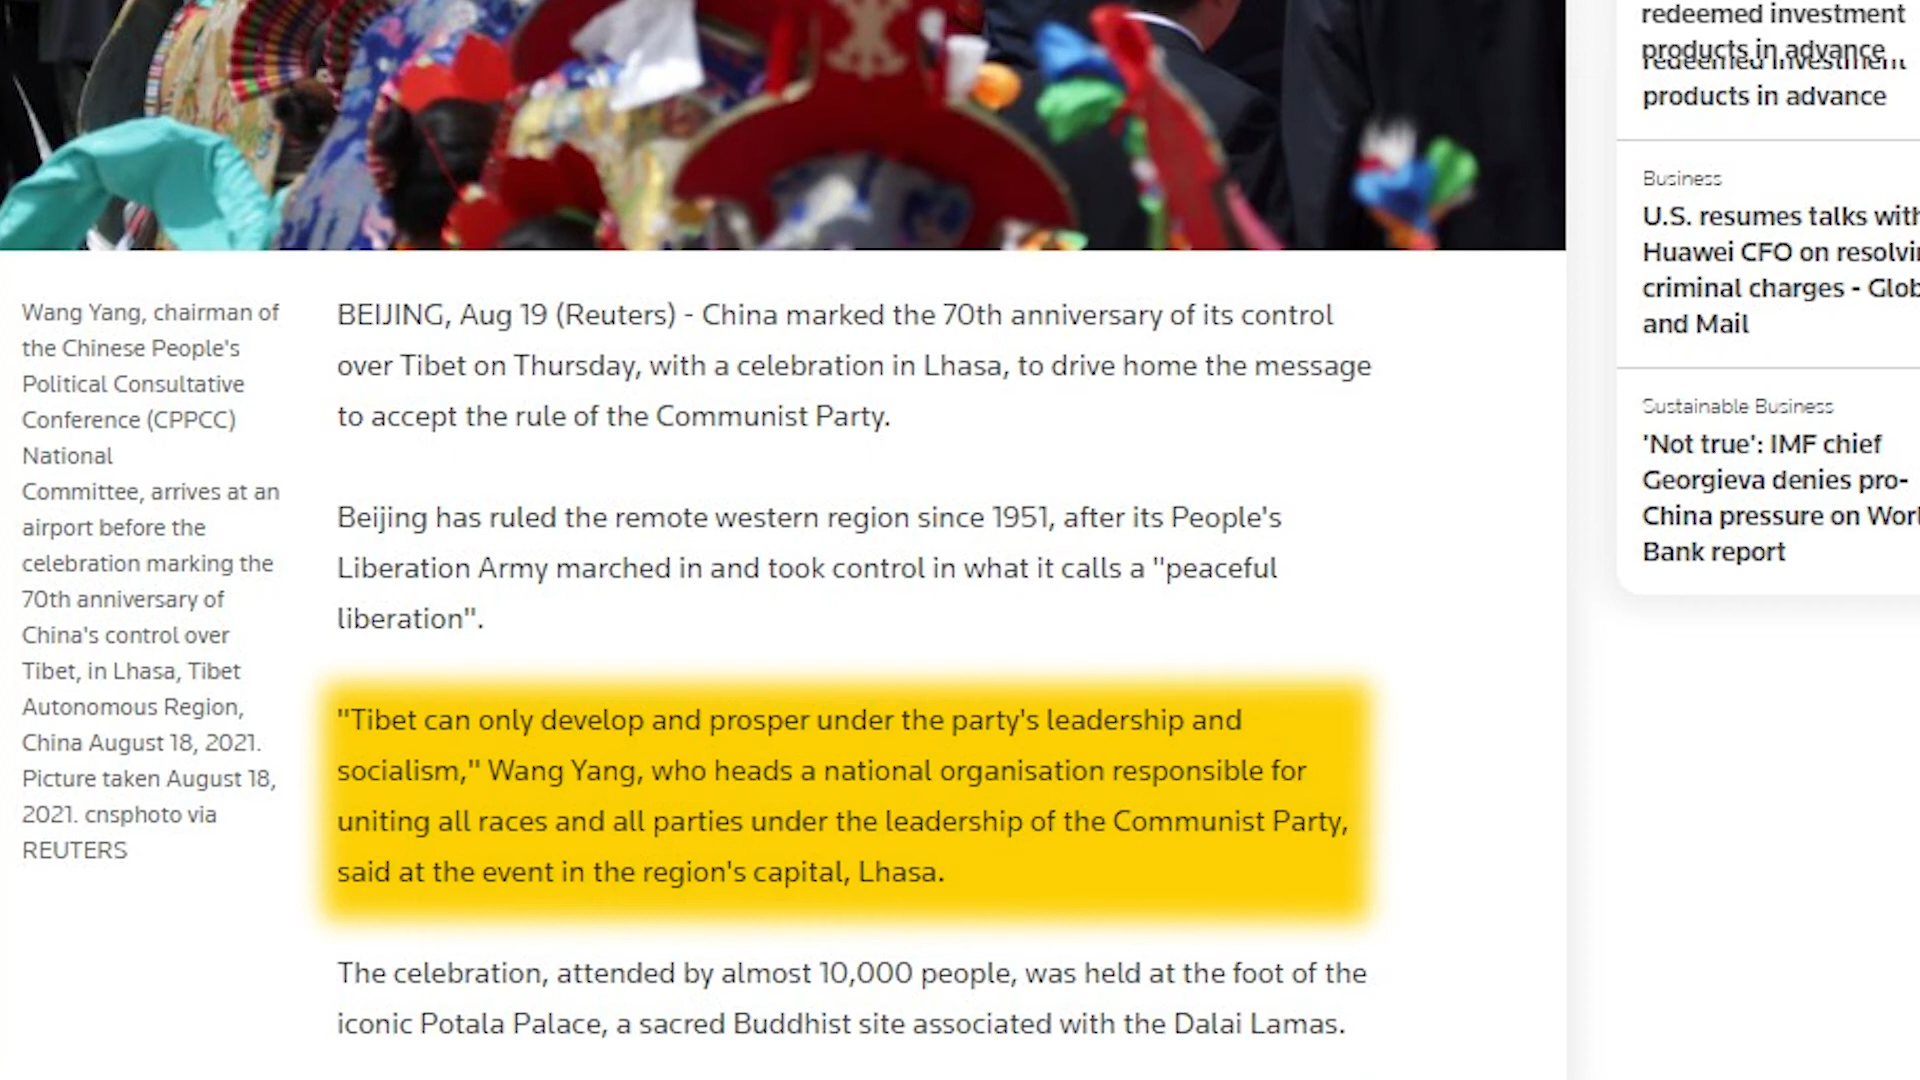 Wang Yang, chairman of
the Chinese People's
Political Consultative
Conference (CPPCC)
National
Committee, arrives at an
airport before the
celebration marking the
70th anniversary of
China's control over
Tibet, in Lhasa, Tibet
Autonomous Region,
China August 18, 2021.
Picture taken August 18,
2021. cnsphoto via
REUTERS
BEIJING, Aug 19 (Reuters) - China marked the 70th anniversary of its control
over Tibet on Thursday, with a celebration in Lhasa, to drive home the message
to accept the rule of the Communist Party.
Beijing has ruled the remote western region since 1951, after its People's
Liberation Army marched in and took control in what it calls a "peaceful
liberation".
"Tibet can only develop and prosper under the party's leadership and
socialism," Wang Yang, who heads a national organisation responsible for
uniting all races and all parties under the leadership of the Communist Party,
said at the event in the region's capital, Lhasa.
The celebration, attended by almost 10,000 people, was held at the foot of the
iconic Potala Palace, a sacred Buddhist site associated with the Dalai Lamas.
redeemed investment
products in advance
redeemed investment
products in advance
Business
U.S. resumes talks with
Huawei CFO on resolvi
criminal charges - Glob
and Mail
Sustainable Business
'Not true': IMF chief
Georgieva denies pro-
China pressure on Worl
Bank report